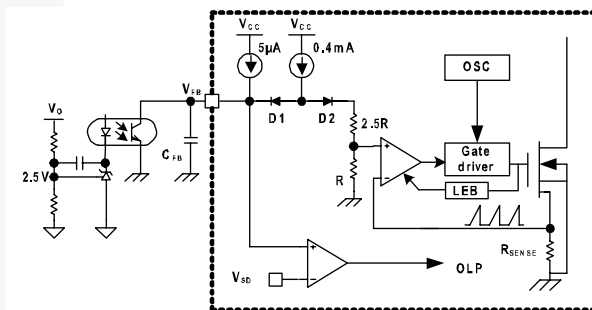 Vcc Vcc
5µA 0.4mA
OSC
VFB
D1 D2
Vo
2.5R
CFB
Gate
driver
R
2.5V
LEB
RSENSE
VSD
OLP
+
-
+
-